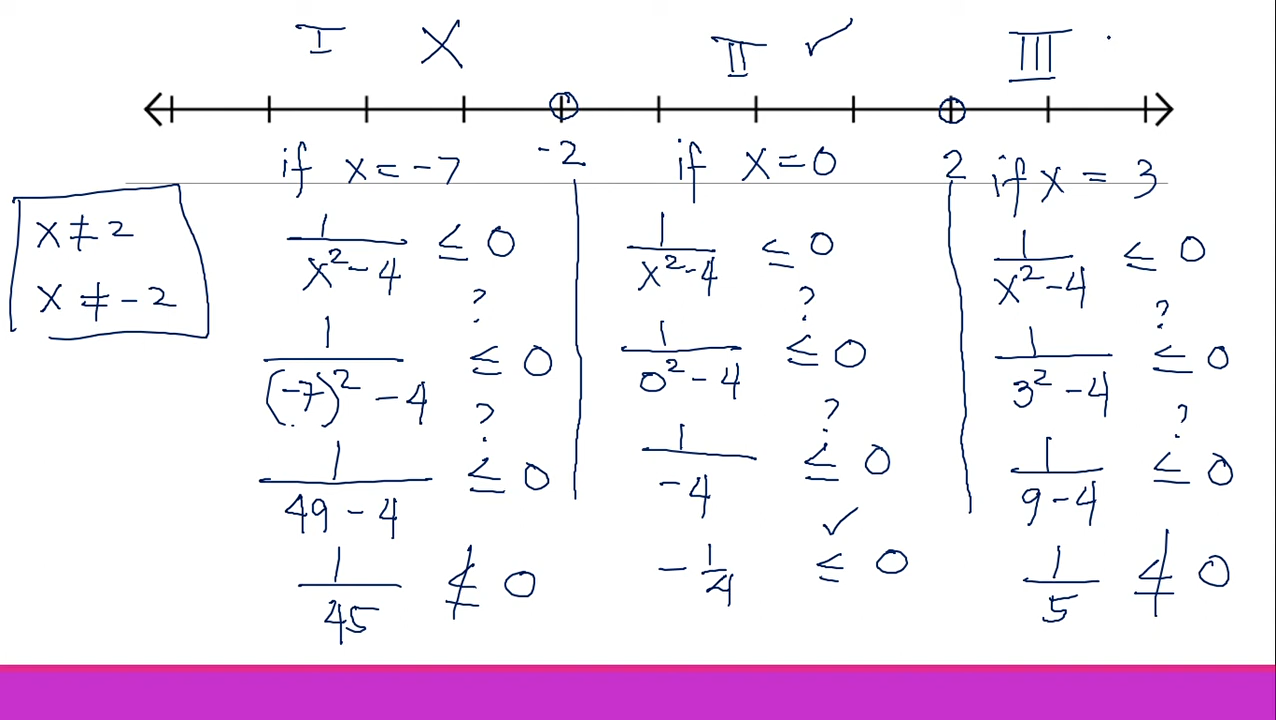 I X II ✓ III
-2 2
if x = -7
1/(x² - 4) ≤ 0
?
1/((-7)² - 4) ≤ 0
?
1/(49 - 4) ≤ 0
1/45 ≰ 0
if x = 0
1/(x² - 4) ≤ 0
?
1/(0² - 4) ≤ 0
?
1/-4 ≤ 0
✓
-1/4 ≤ 0
if x = 3
1/(x² - 4) ≤ 0
?
1/(3² - 4) ≤ 0
?
1/(9 - 4) ≤ 0
1/5 ≰ 0
x ≠ 2
x ≠ -2